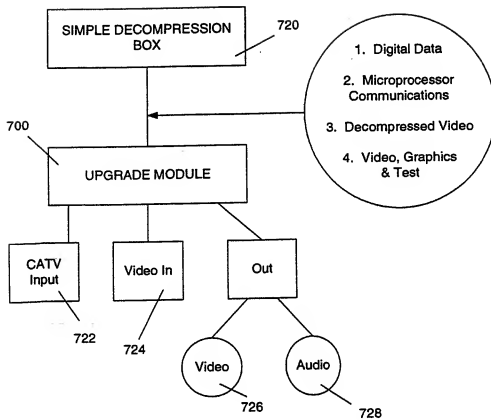 SIMPLE DECOMPRESSION
BOX
720
1. Digital Data
2. Microprocessor
Communications
3. Decompressed Video
4. Video, Graphics
& Test
700
UPGRADE MODULE
CATV
Input
722
Video In
724
Out
Video
726
Audio
728